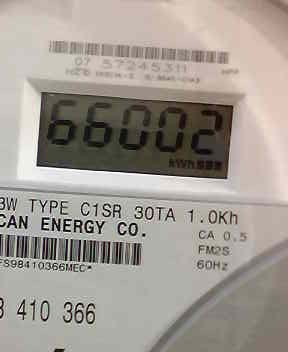 07 57245311
66002
kWh
3W TYPE C1SR 30TA 1.0Kh
CAN ENERGY CO.
CA 0.5
FM2S
FS98410366MEC*
60Hz
3 410 366